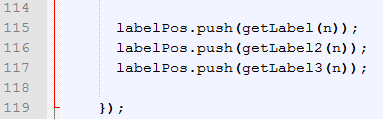 114
115 labelPos.push(getLabel(n));
116 labelPos.push(getLabel2(n));
117 labelPos.push(getLabel3(n));
118
119 });